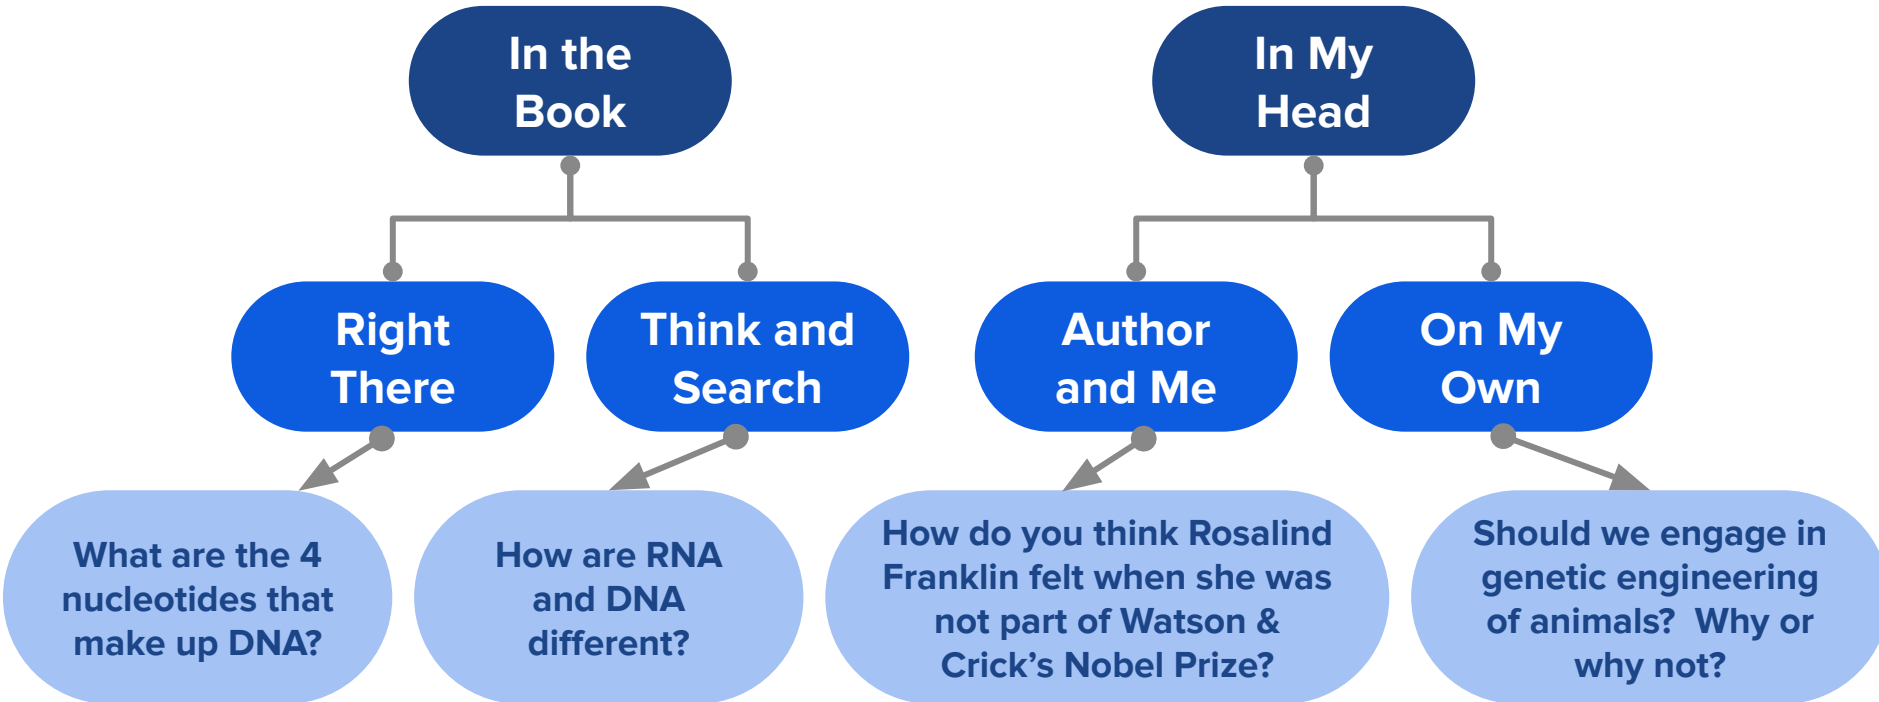 In the
Book
In My
Head
Right
There
Think and
Search
Author
and Me
On My
Own
What are the 4
nucleotides that
make up DNA?
How are RNA
and DNA
different?
How do you think Rosalind
Franklin felt when she was
not part of Watson &
Crick’s Nobel Prize?
Should we engage in
genetic engineering
of animals?  Why or
why not?